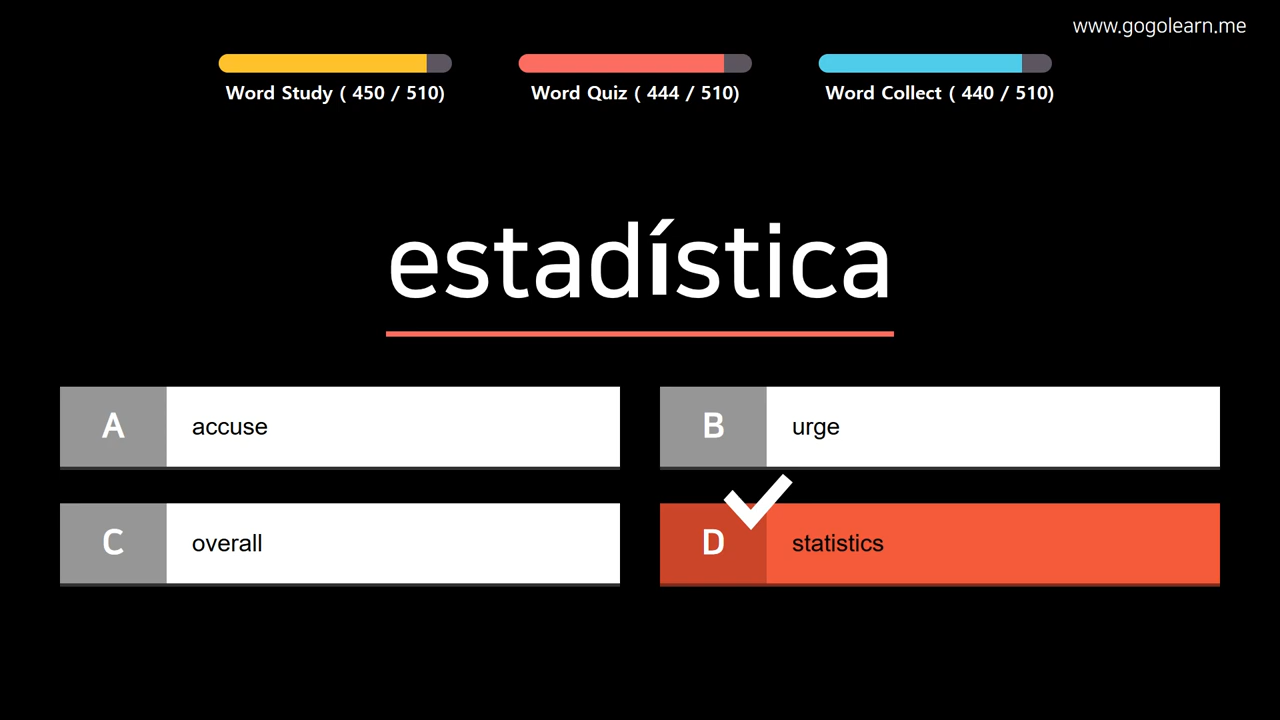 www.gogolearn.me
Word Study ( 450 / 510)
Word Quiz ( 444 / 510)
Word Collect ( 440 / 510)
estadística
A accuse
B urge
C overall
D statistics